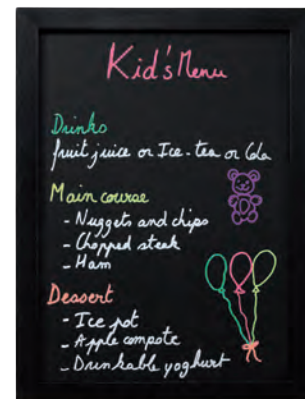 Kid's Menu
Drinks
fruit juice or Ice-tea or Cola
Main course
- Nuggets and chips
- Chopped steak
- Ham
Dessert
- Ice pot
- Apple compote
- Drinkable yoghurt